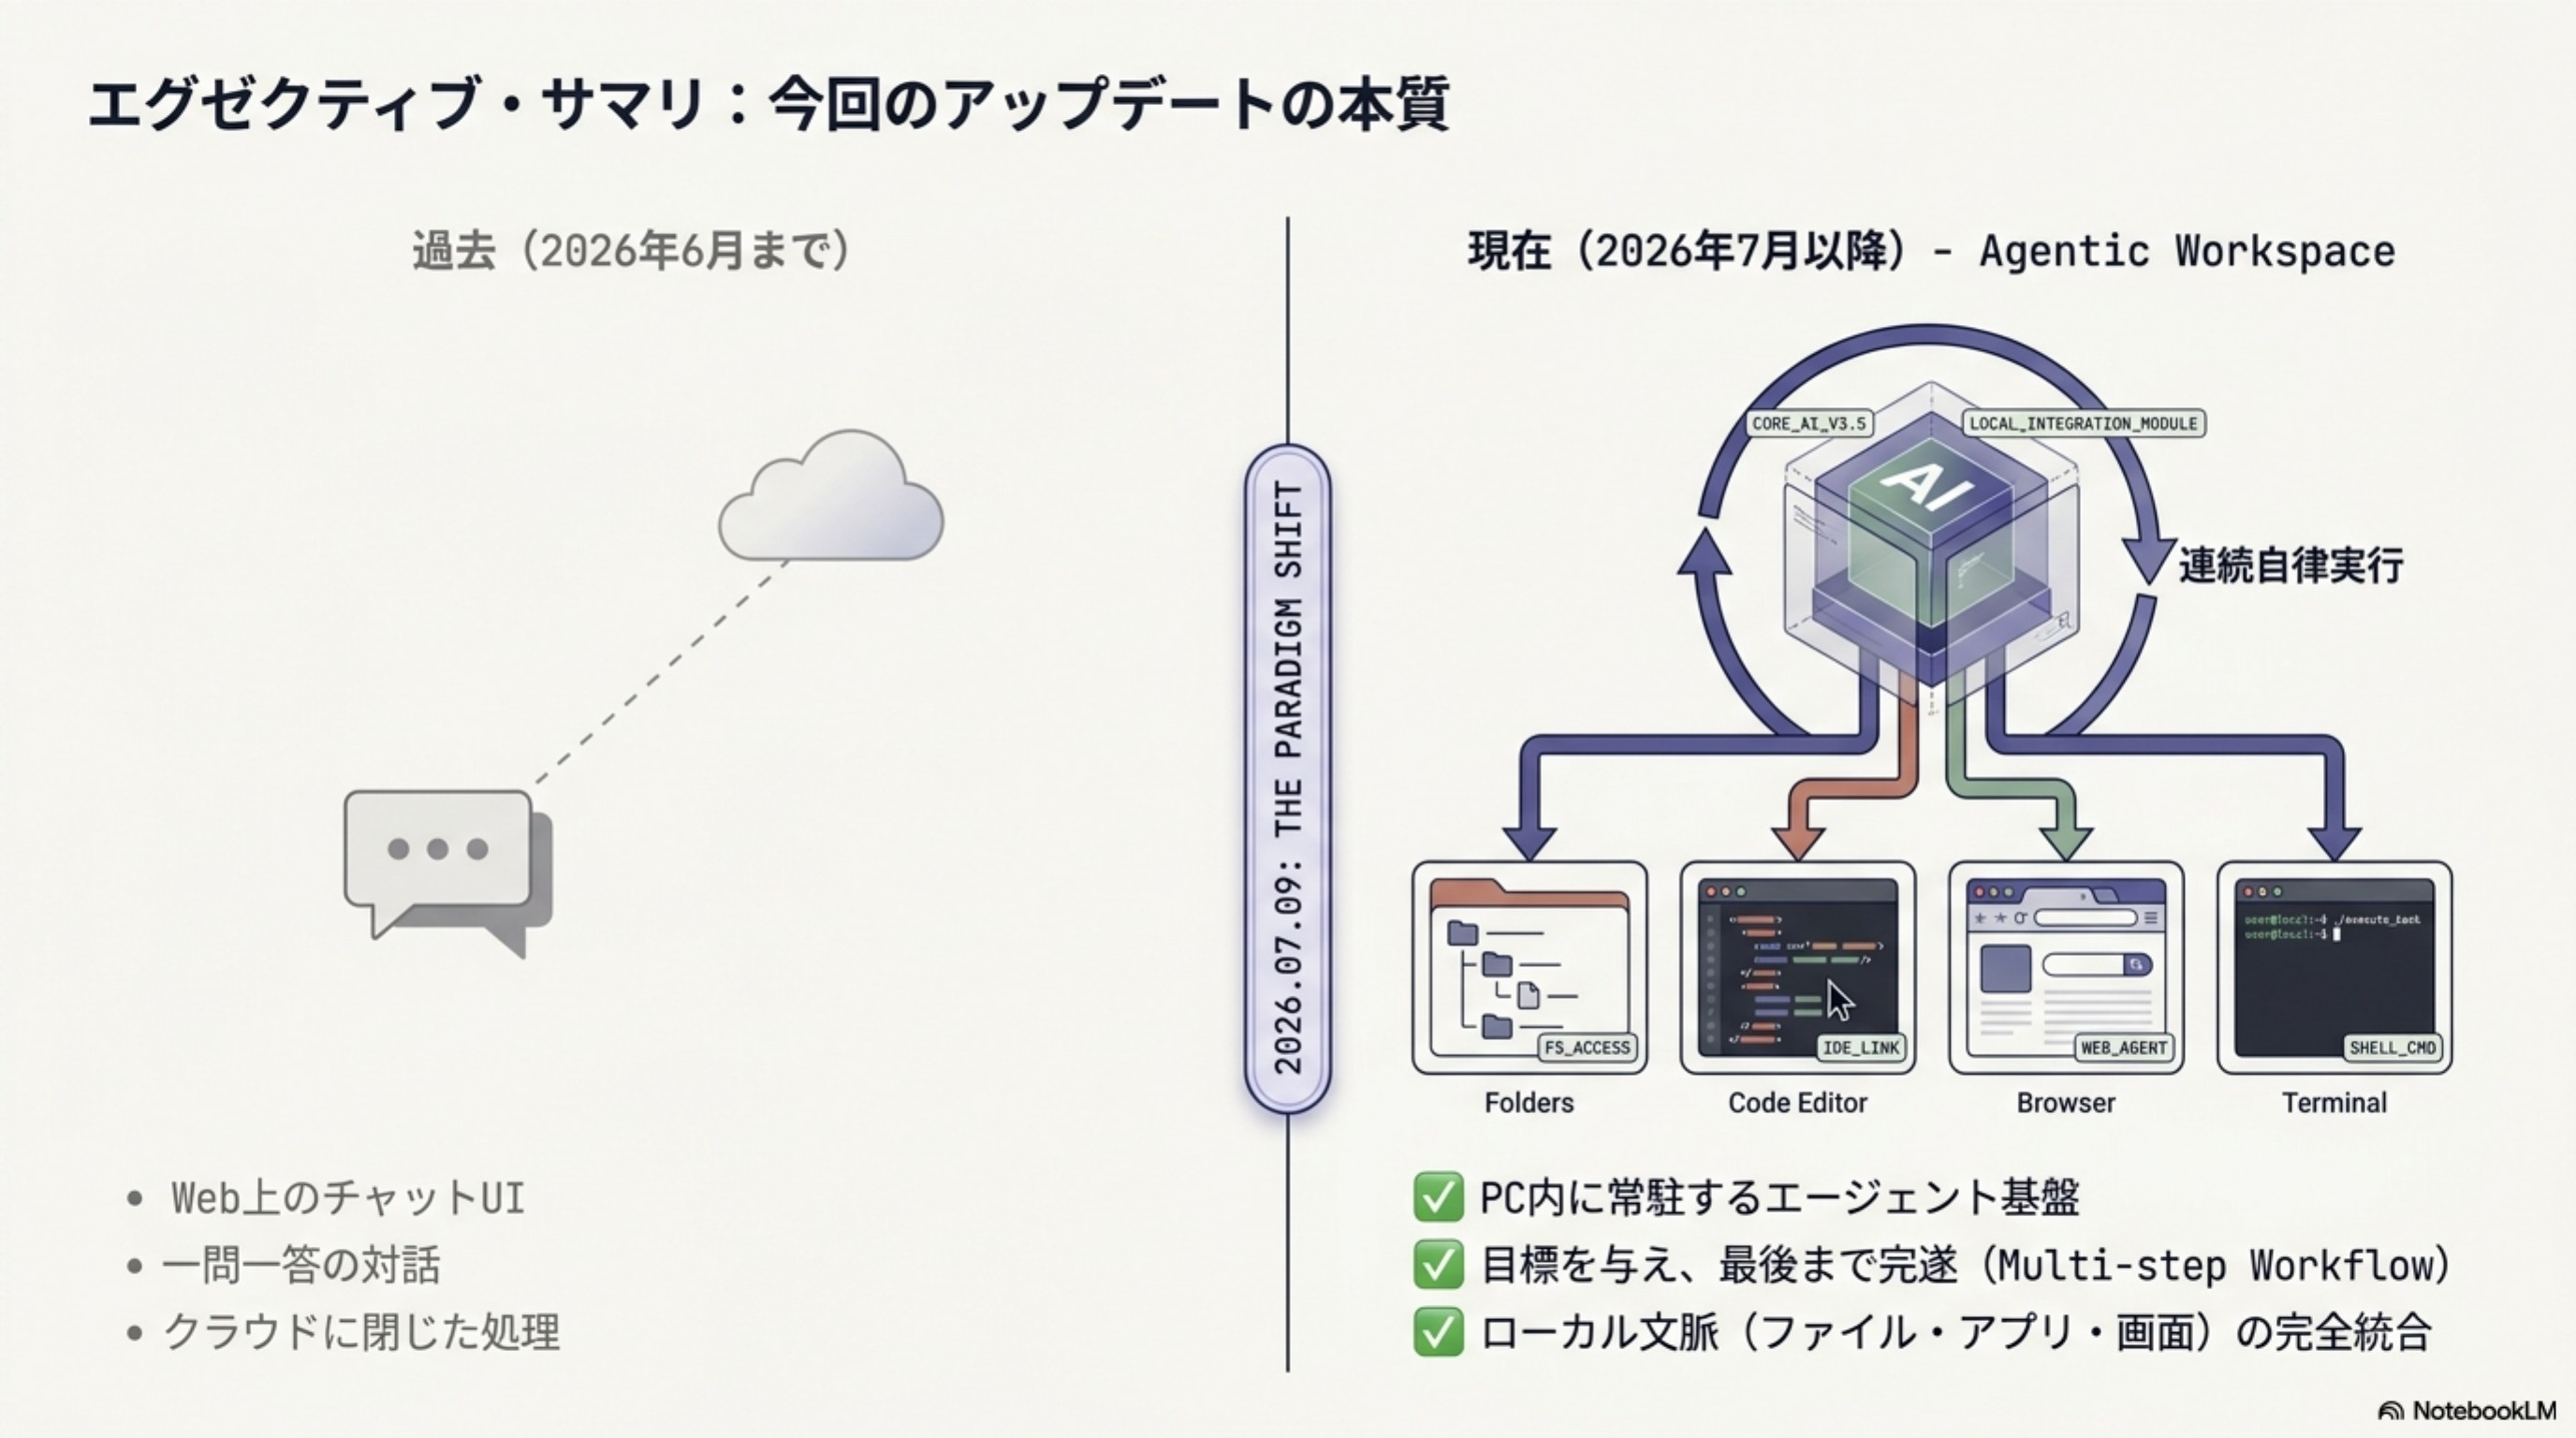 エグゼクティブ・サマリ：今回のアップデートの本質
過去（2026年6月まで）
Web上のチャットUI
一問一答の対話
クラウドに閉じた処理
2026.07.09: THE PARADIGM SHIFT
現在（2026年7月以降）- Agentic Workspace
CORE_AI_V3.5
LOCAL_INTEGRATION_MODULE
AI
連続自律実行
FS_ACCESS
IDE_LINK
WEB_AGENT
SHELL_CMD
Folders
Code Editor
Browser
Terminal
PC内に常駐するエージェント基盤
目標を与え、最後まで完遂（Multi-step Workflow）
ローカル文脈（ファイル・アプリ・画面）の完全統合
NotebookLM